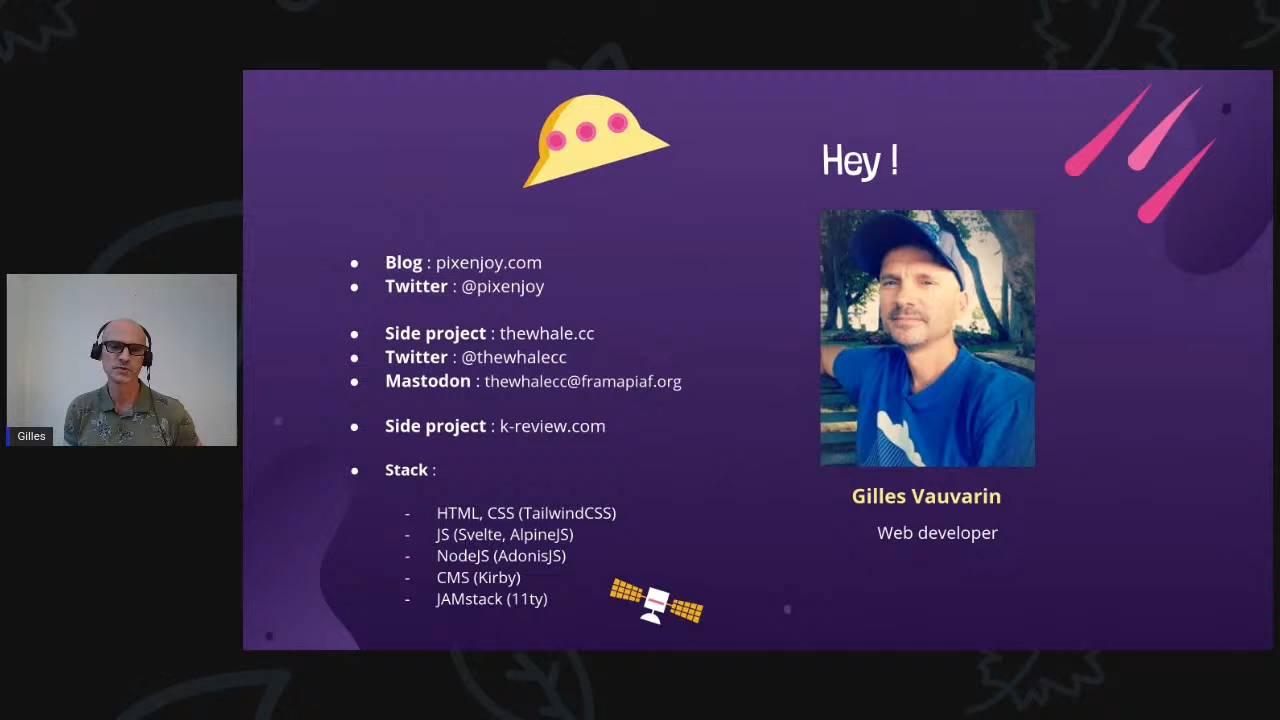 Hey !
Blog : pixenjoy.com
Twitter : @pixenjoy
Side project : thewhale.cc
Twitter : @thewhalecc
Mastodon : thewhalecc@framapiaf.org
Side project : k-review.com
Stack :
- HTML, CSS (TailwindCSS)
- JS (Svelte, AlpineJS)
- NodeJS (AdonisJS)
- CMS (Kirby)
- JAMstack (11ty)
Gilles Vauvarin
Web developer
Gilles